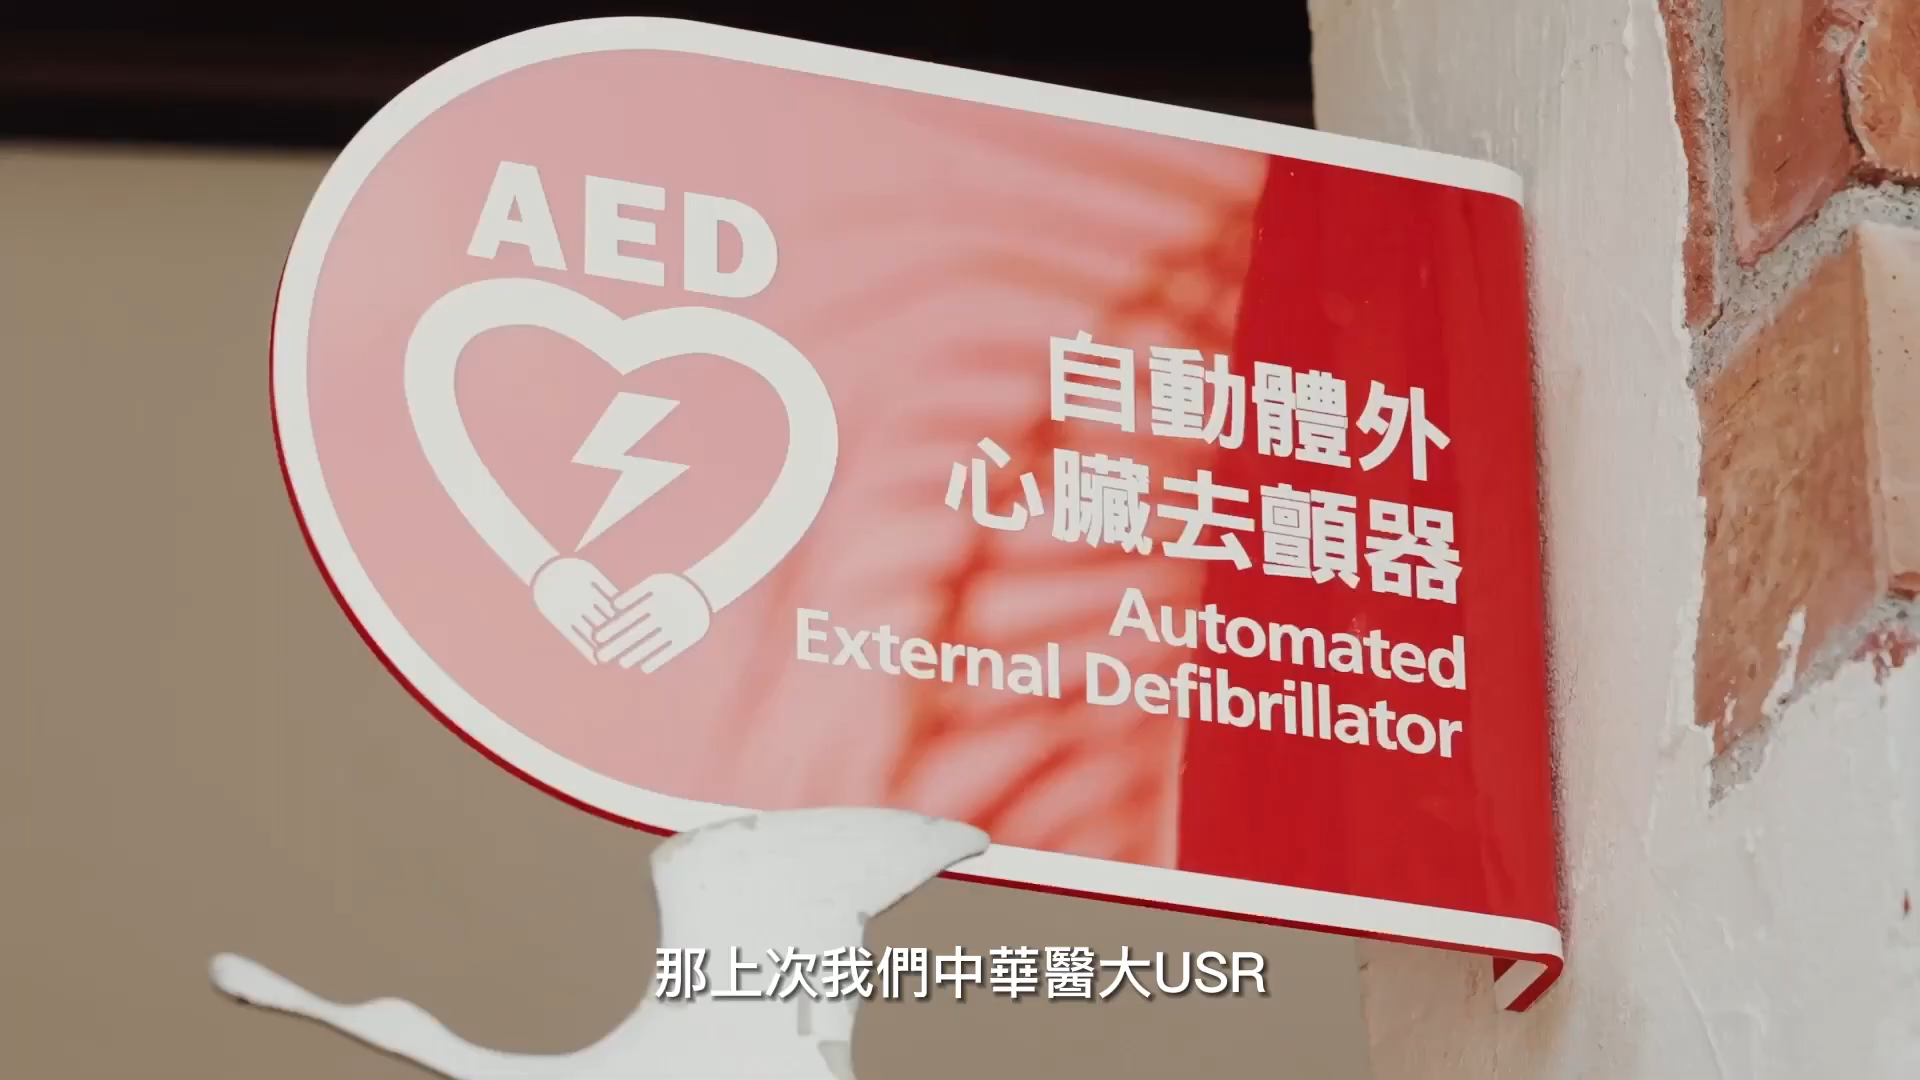 AED
自動體外
心臟去顫器
Automated
External Defibrillator
那上次我們中華醫大USR